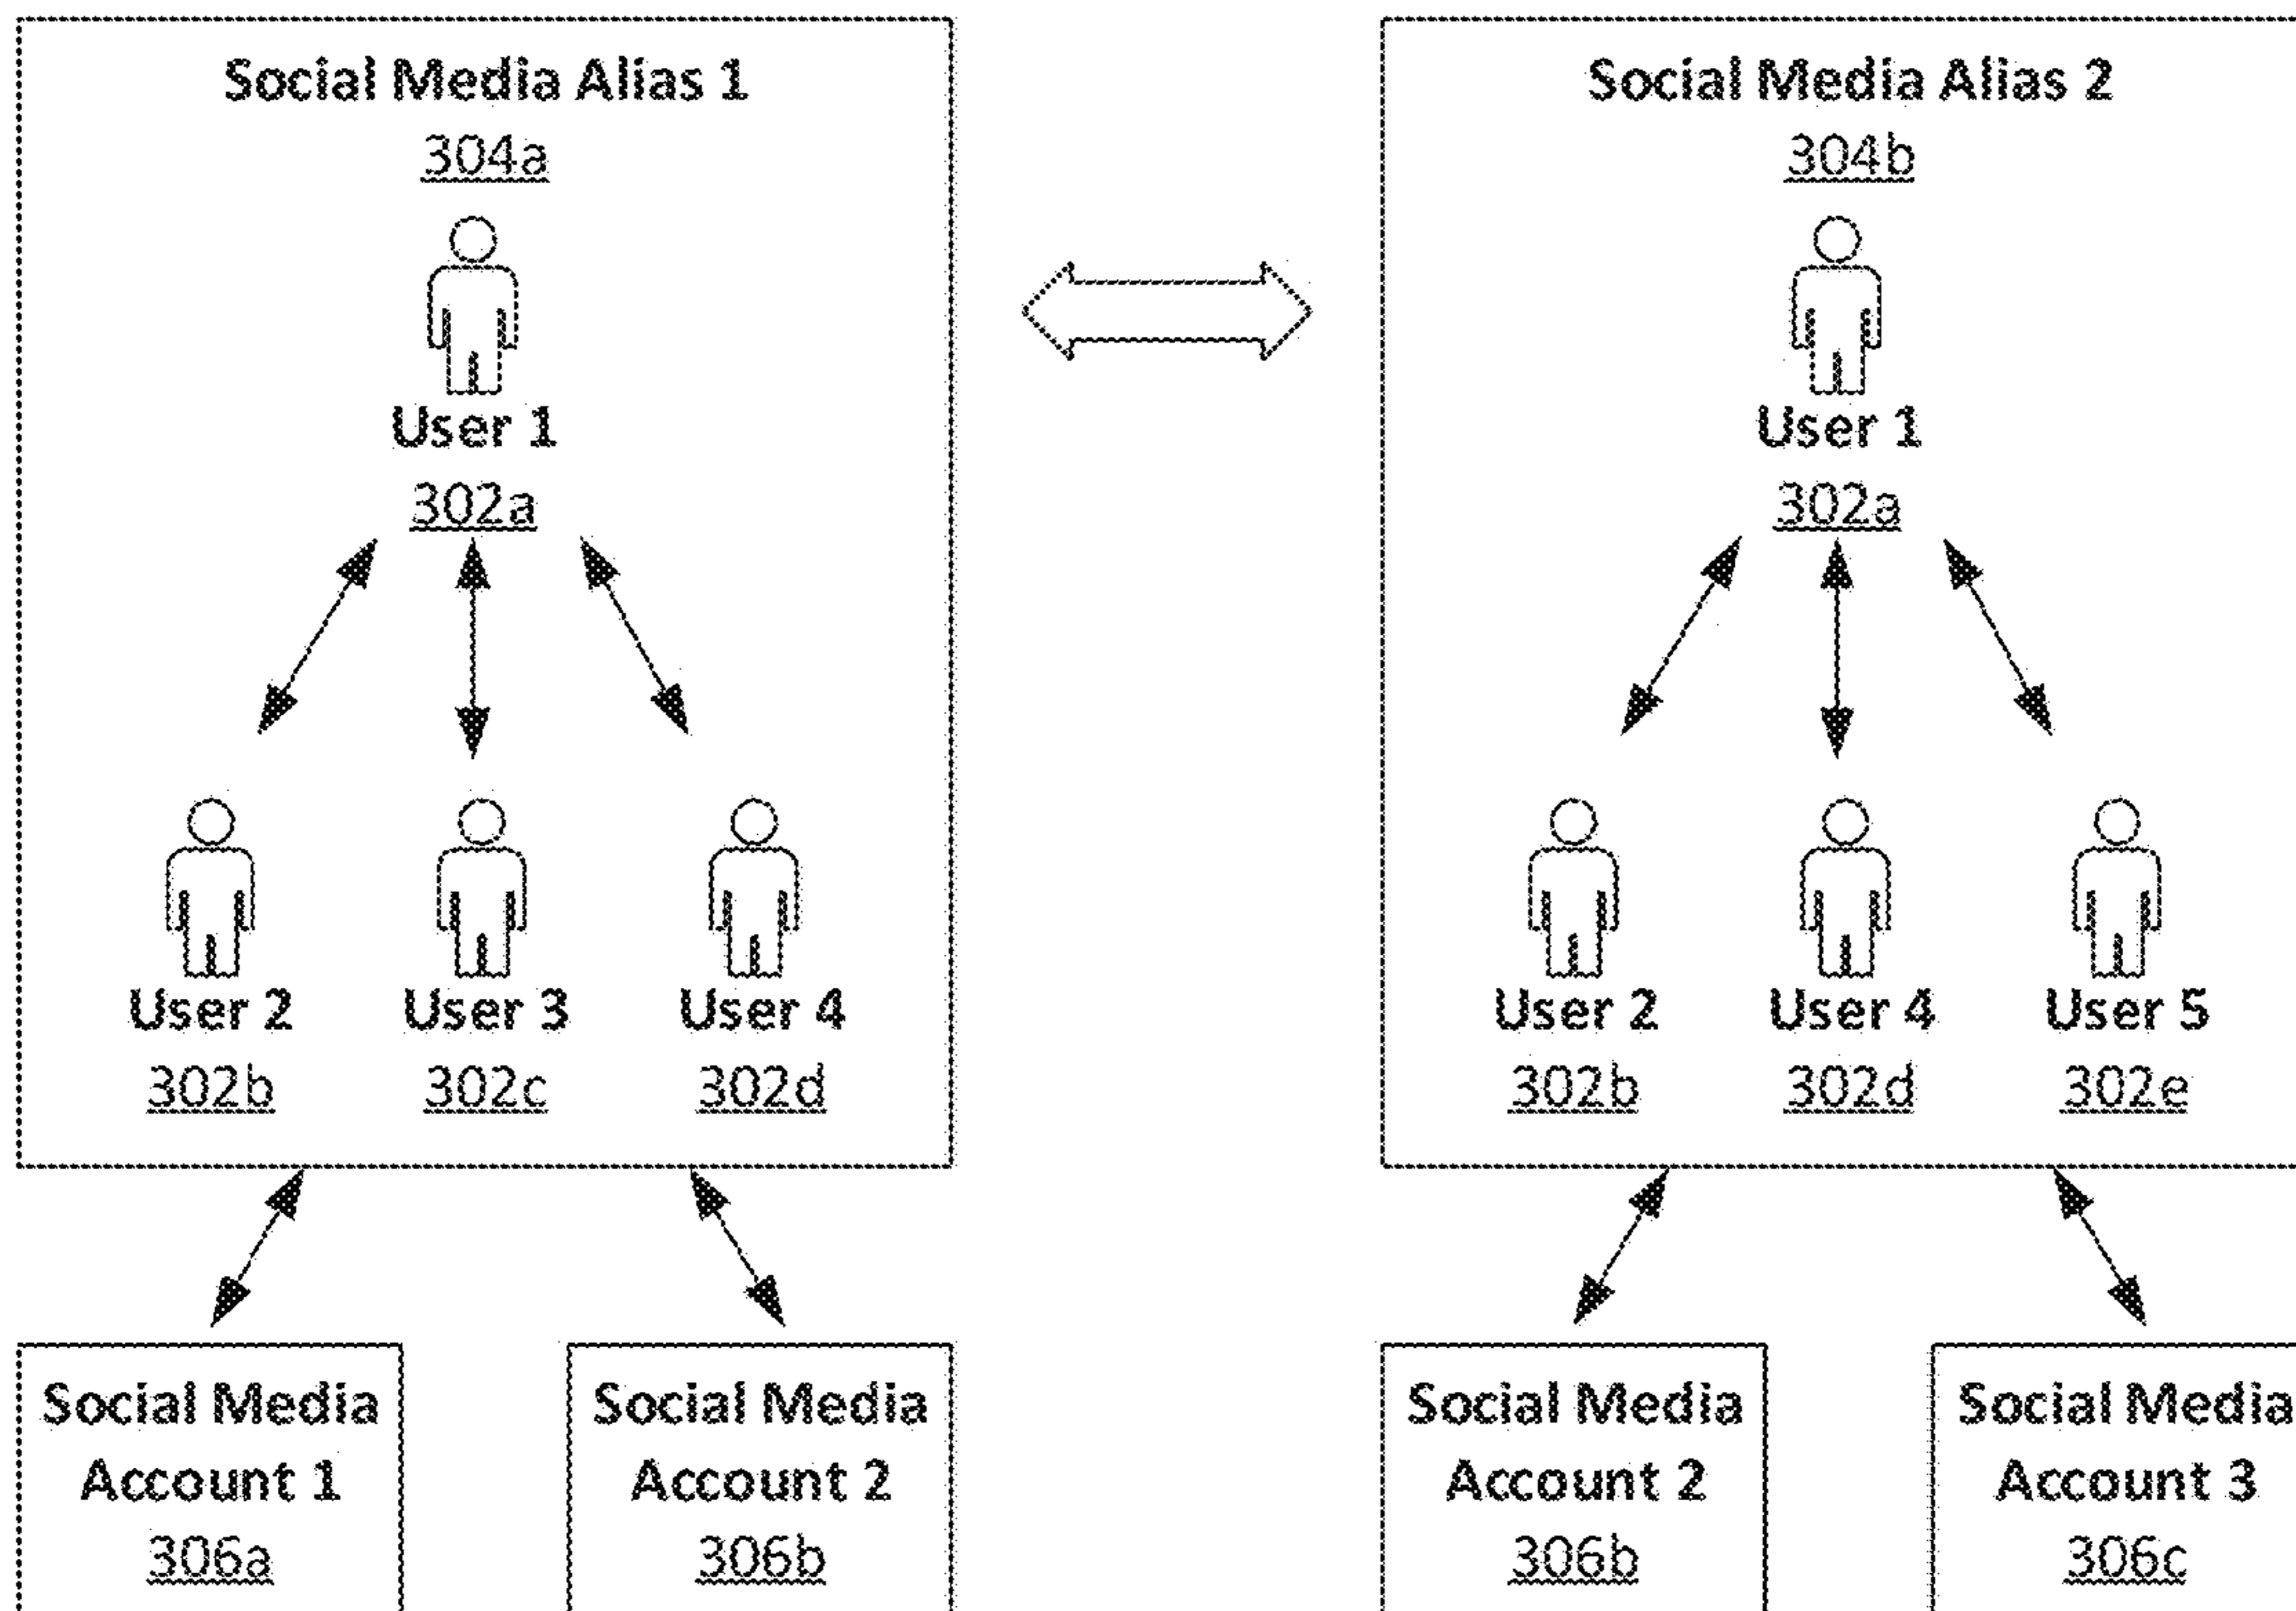 Social Media Alias 1
304a
User 1
302a
User 2
302b
User 3
302c
User 4
302d
Social Media
Account 1
306a
Social Media
Account 2
306b
Social Media Alias 2
304b
User 1
302a
User 2
302b
User 4
302d
User 5
302e
Social Media
Account 2
306b
Social Media
Account 3
306c